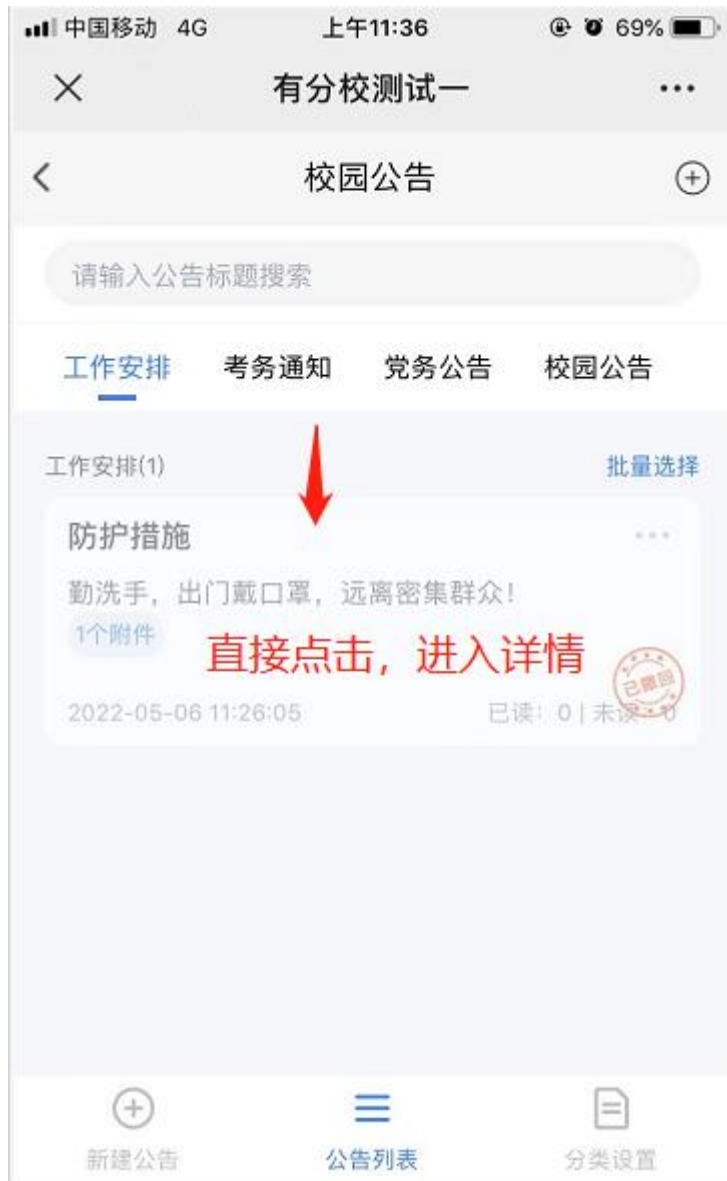 中国移动 4G 上午11:36 69%
有分校测试一
校园公告
请输入公告标题搜索
工作安排 考务通知 党务公告 校园公告
工作安排(1) 批量选择
防护措施
勤洗手，出门戴口罩，远离密集群众！
1个附件
直接点击，进入详情
已撤回
2022-05-06 11:26:05 已读：0 | 未读：0
新建公告 公告列表 分类设置